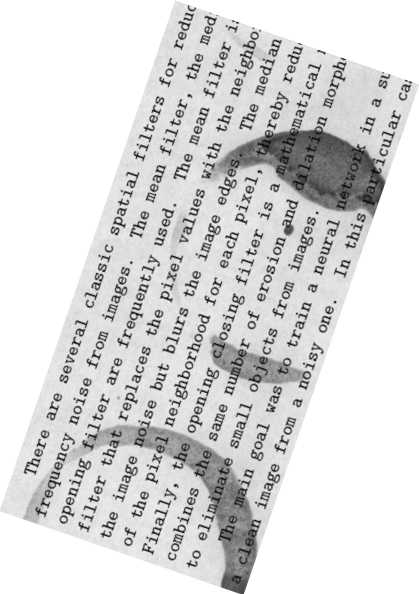 There are several classic spatial filters for reduc
frequency noise from images. The mean filter, the med
opening filter are frequently used. The mean filter i
filter that replaces the pixel values with the neighbo
the image noise but blurs the image edges. The median
of the pixel neighborhood for each pixel, thereby redu
Finally, the opening closing filter is a mathematical
combines the same number of erosion and dilation morph
to eliminate small objects from images.
The main goal was to train a neural network in a su
a clean image from a noisy one. In this particular ca